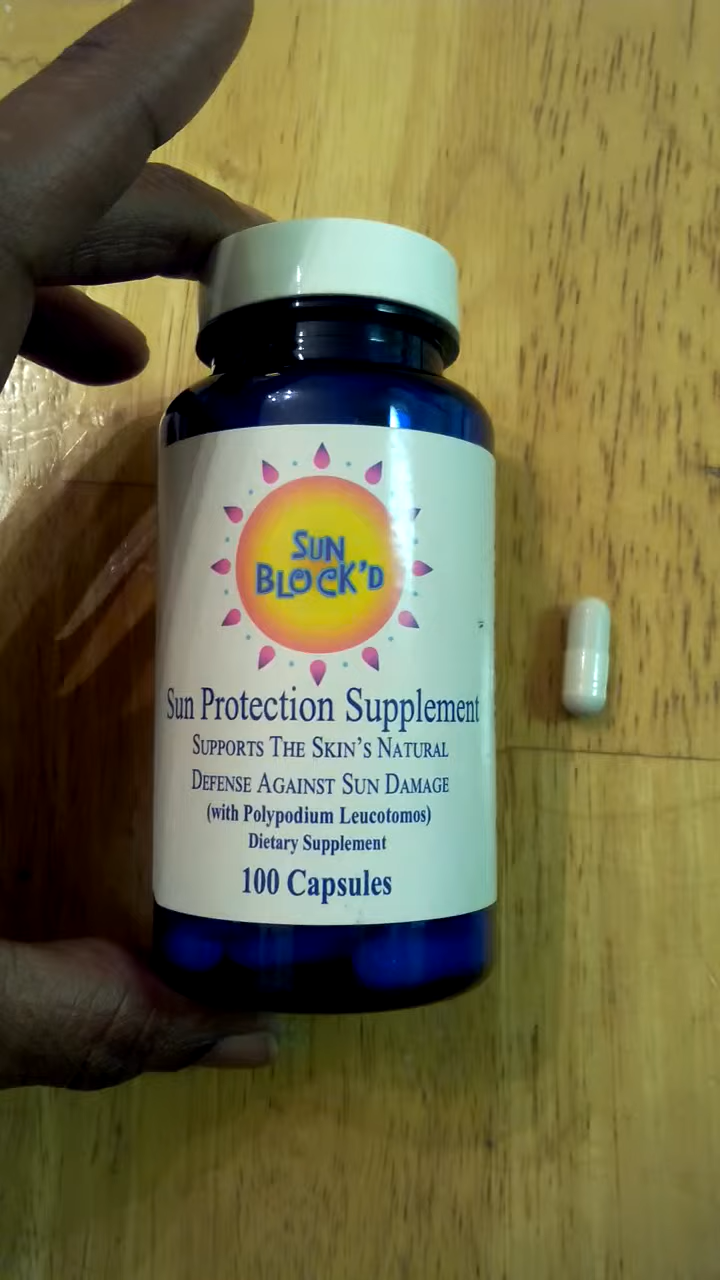 SUN
BLOCK'D
Sun Protection Supplement
SUPPORTS THE SKIN'S NATURAL
DEFENSE AGAINST SUN DAMAGE
(with Polypodium Leucotomos)
Dietary Supplement
100 Capsules